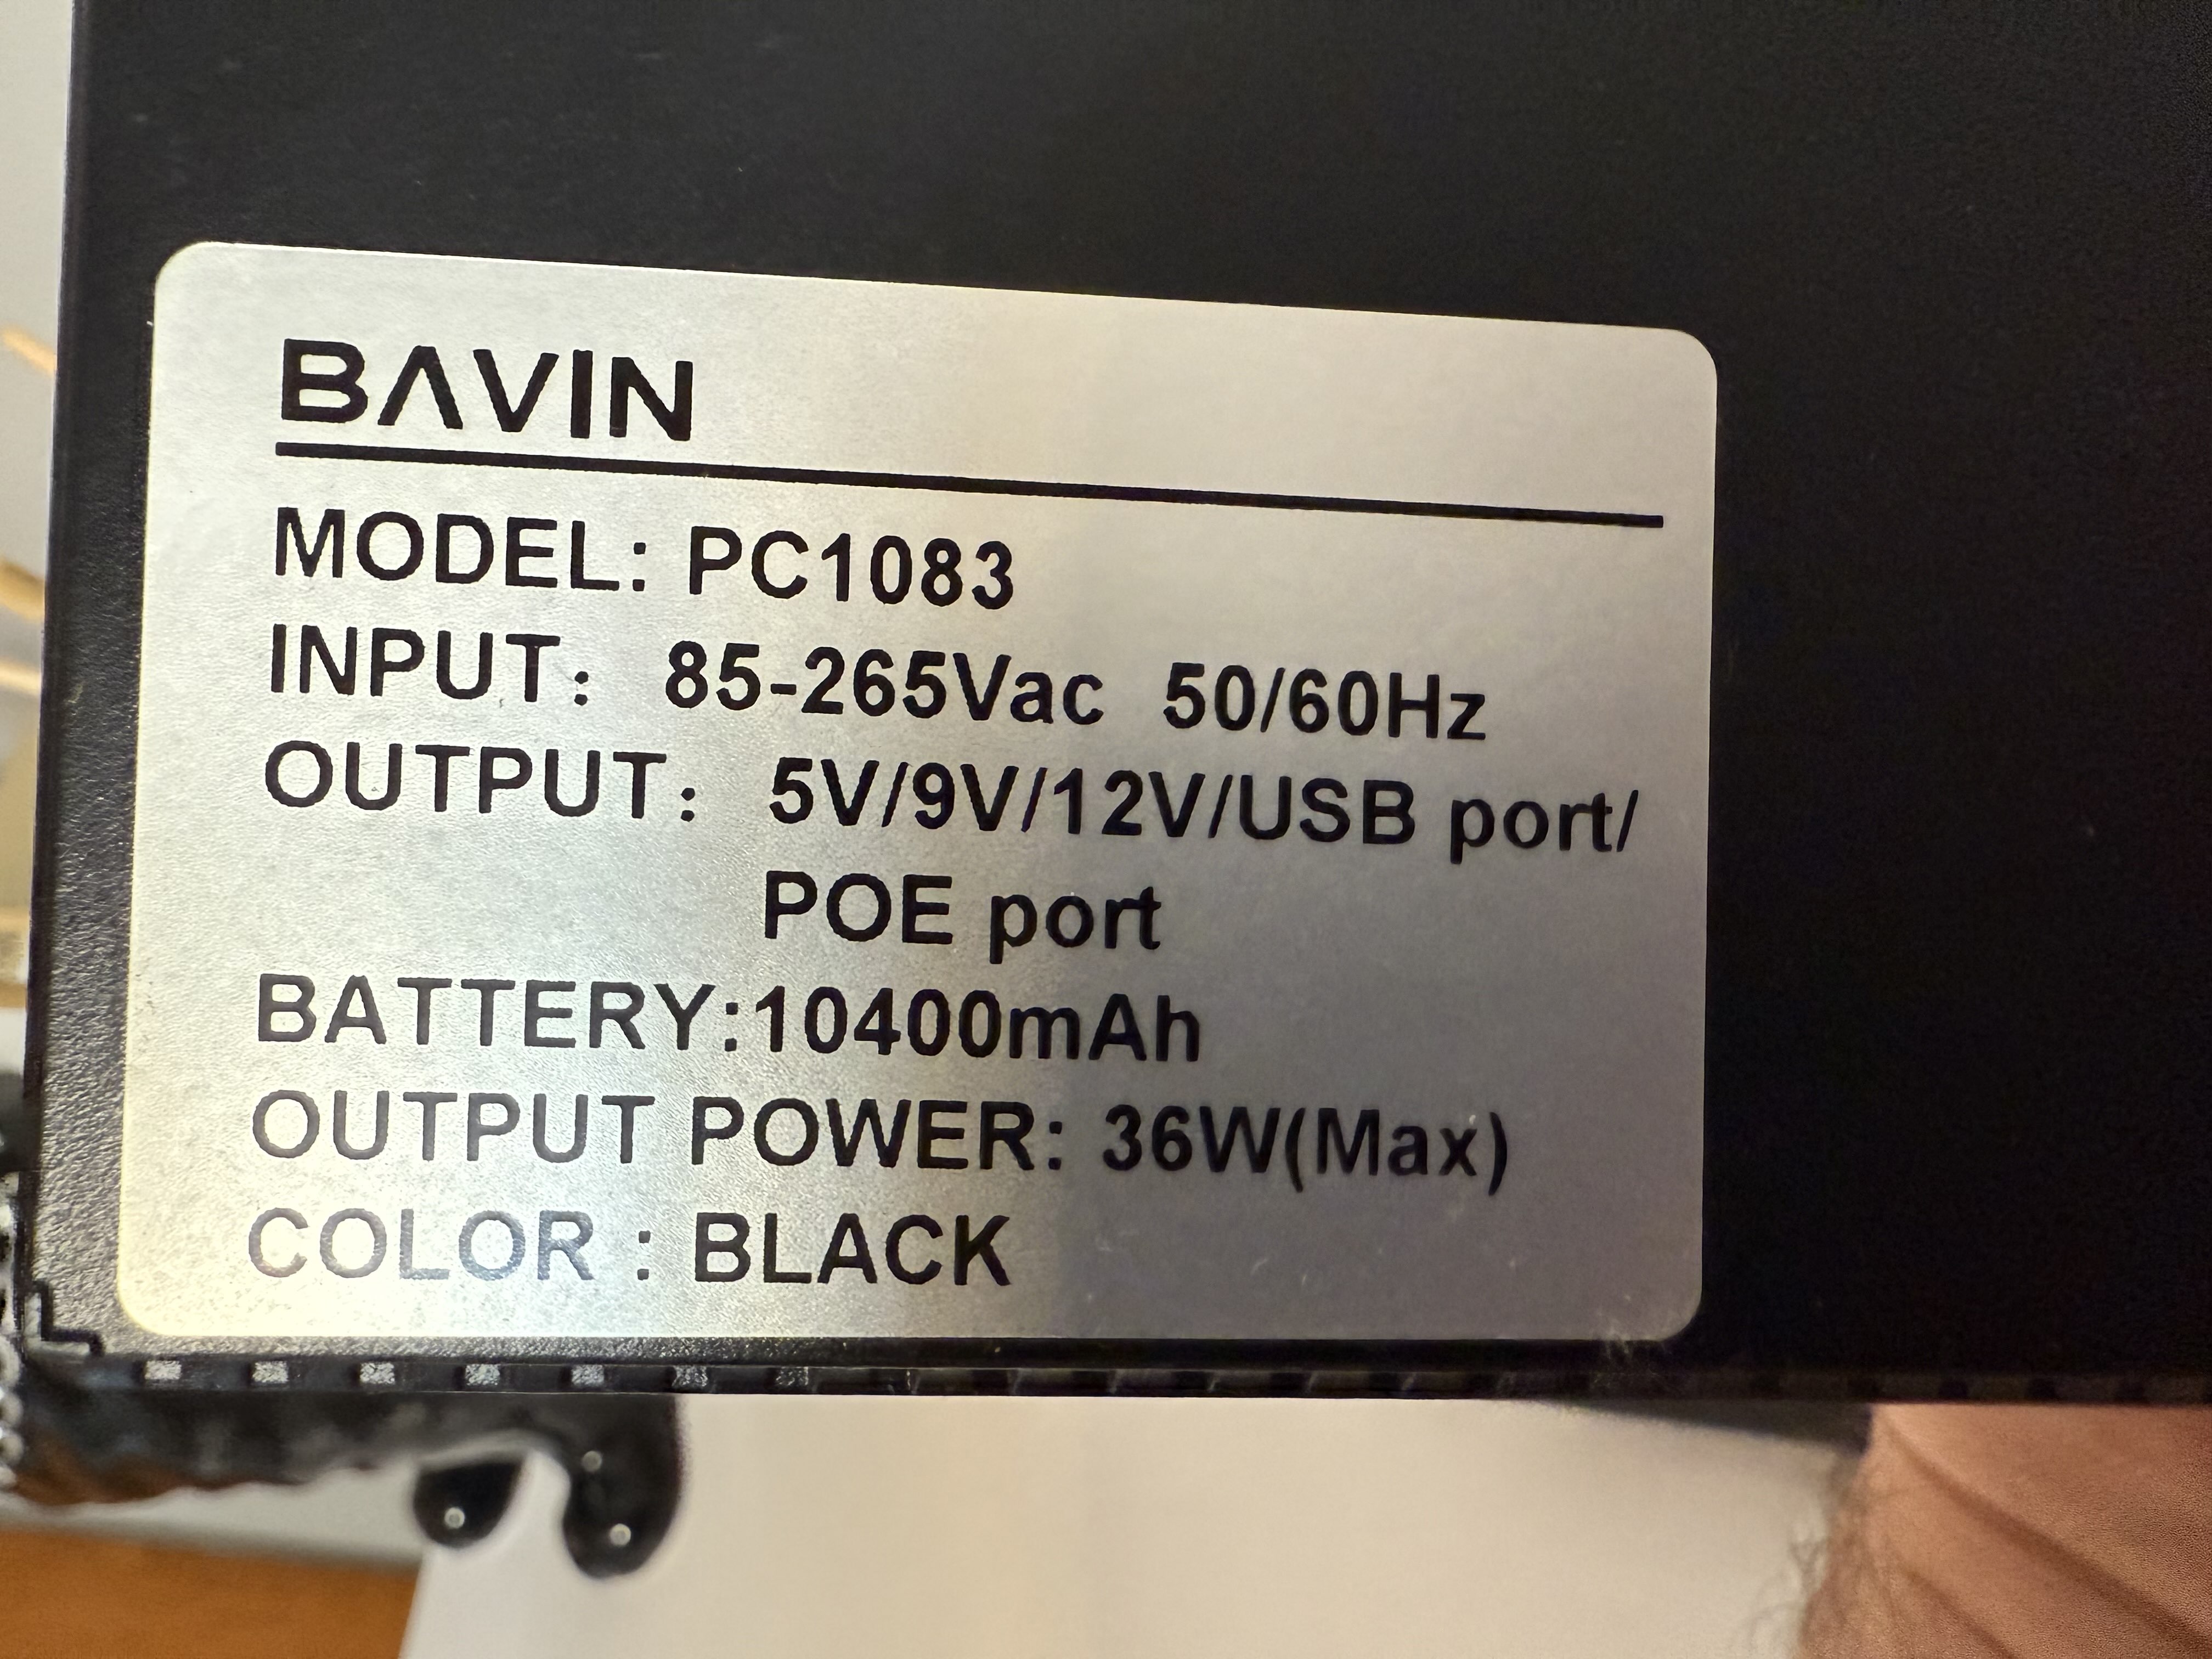 BAVIN
MODEL: PC1083
INPUT: 85-265Vac 50/60Hz
OUTPUT: 5V/9V/12V/USB port/
POE port
BATTERY:10400mAh
OUTPUT POWER: 36W(Max)
COLOR : BLACK